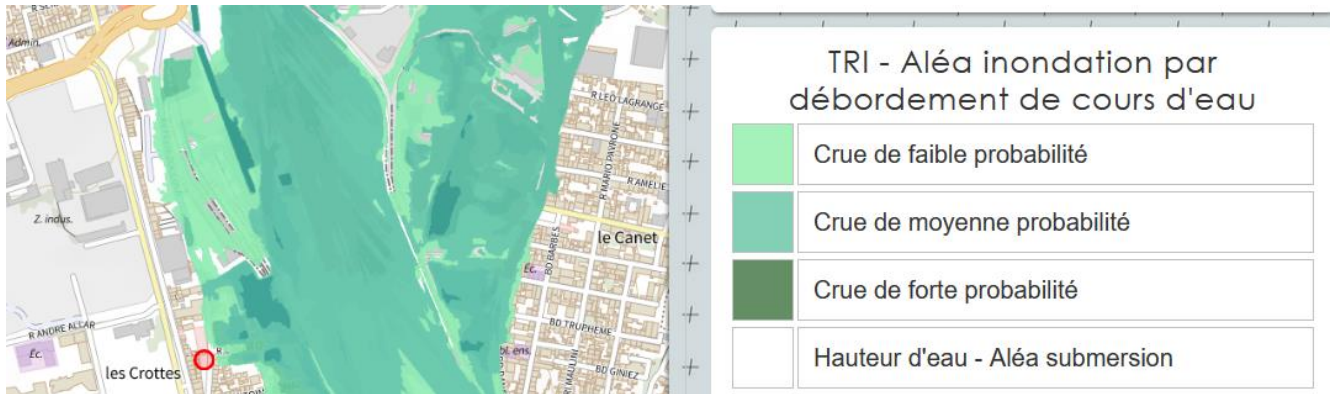 Admin.
R LEO LAGRANGE
R MARIO PAVRONE
R AMELIE
Z. indus.
le Canet
BD BARBES
Éc.
BD TRUPHEME
R ANDRE ALLAR
Éc.
les Crottes
BD GINIEZ
TRI - Aléa inondation par
débordement de cours d'eau
Crue de faible probabilité
Crue de moyenne probabilité
Crue de forte probabilité
Hauteur d'eau - Aléa submersion